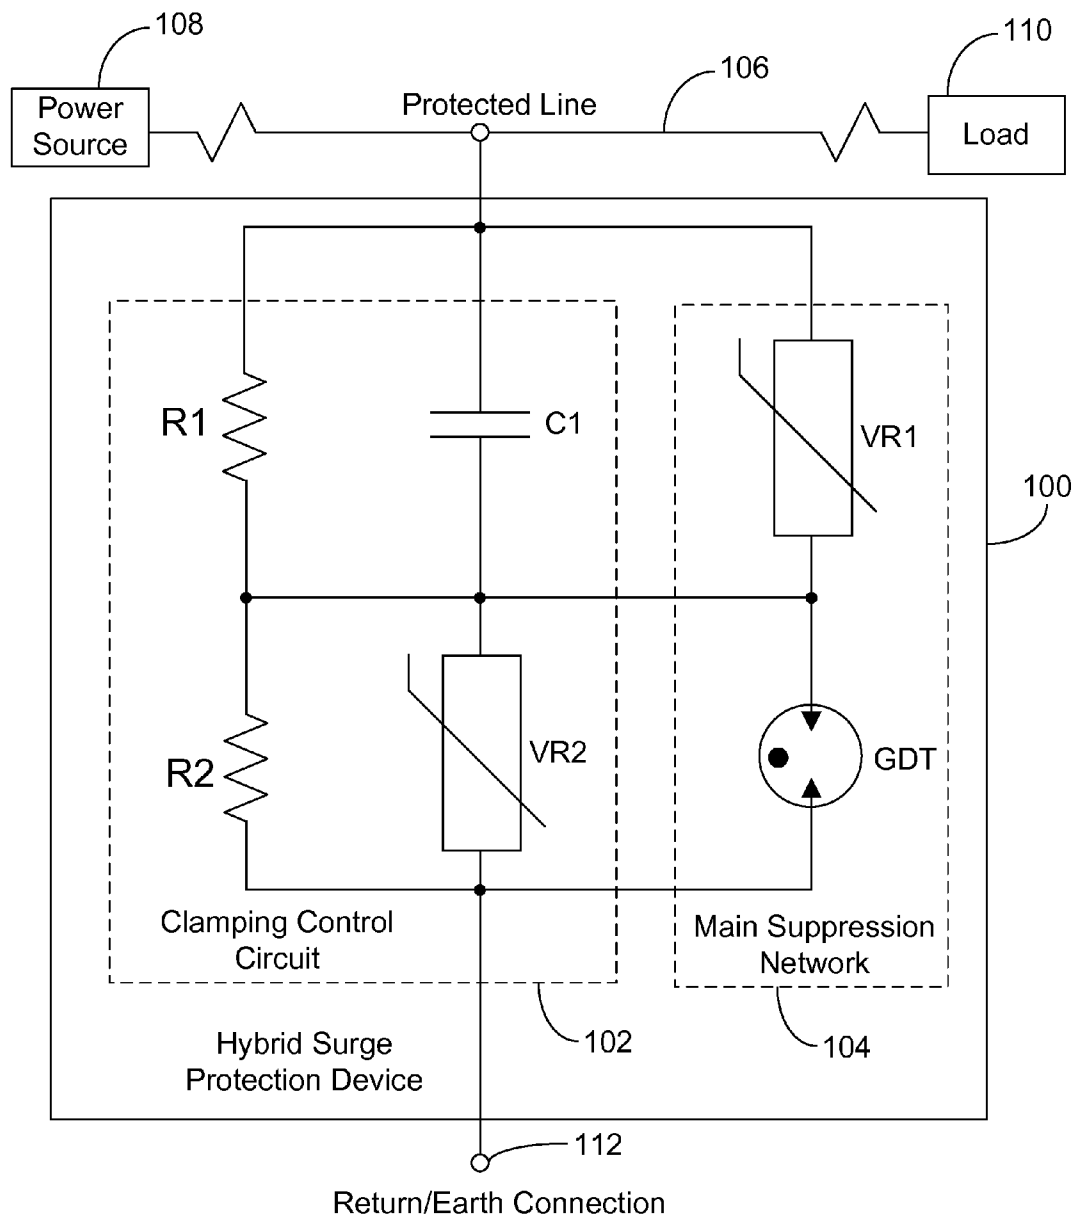 108
110
106
Power
Source
Protected Line
Load
R1
C1
VR1
100
VR2
R2
GDT
Clamping Control
Circuit
Main Suppression
Network
102
104
Hybrid Surge
Protection Device
112
Return/Earth Connection